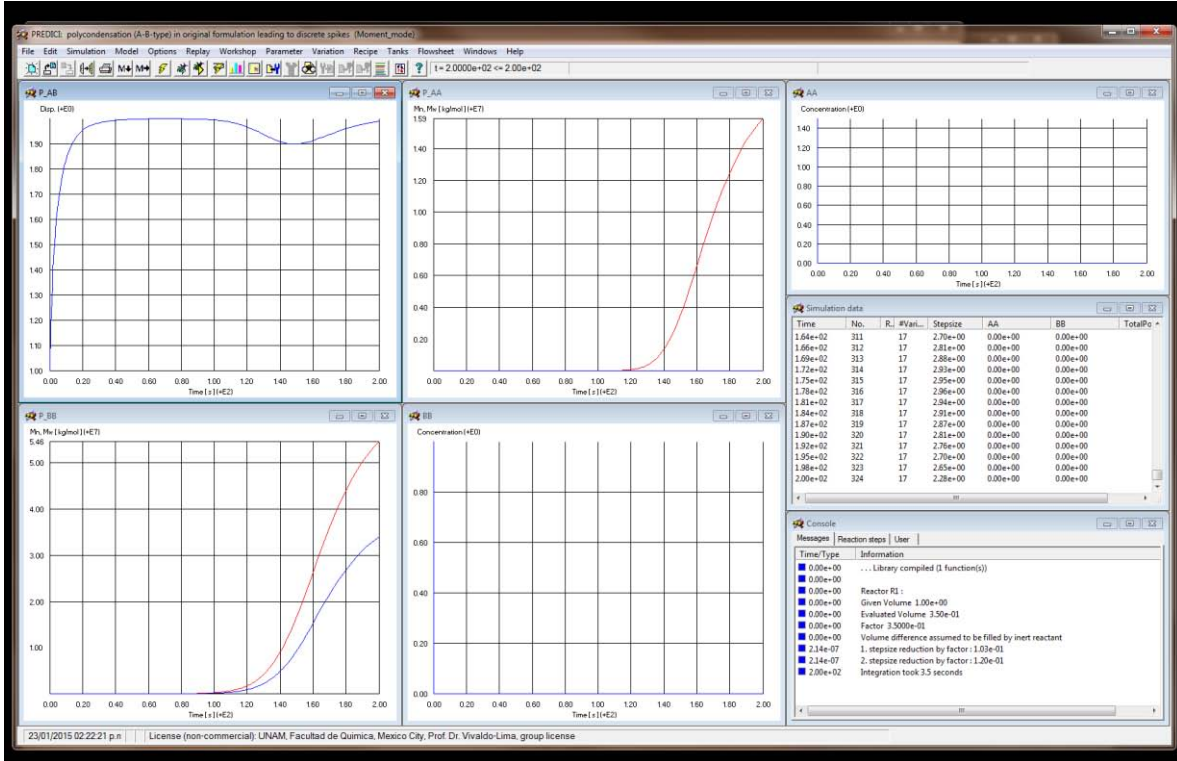 PREDICI: polycondensation (A-B-type) in original formulation leading to discrete spikes (Moment_mode)
File Edit Simulation Model Options Replay Workshop Parameter Variation Recipe Tanks Flowsheet Windows Help
t = 2.0000e+02 <= 2.00e+02
P_AB
Disp. (+E0)
1.90
1.80
1.70
1.60
1.50
1.40
1.30
1.20
1.10
1.00
0.00 0.20 0.40 0.60 0.80 1.00 1.20 1.40 1.60 1.80 2.00
Time [ s ] (+E2)
P_AA
Mn, Mw [kg/mol ] (+E7)
1.59
1.40
1.20
1.00
0.80
0.60
0.40
0.20
0.00 0.20 0.40 0.60 0.80 1.00 1.20 1.40 1.60 1.80 2.00
Time [ s ] (+E2)
AA
Concentration (+E0)
1.40
1.20
1.00
0.80
0.60
0.40
0.20
0.00
0.00 0.20 0.40 0.60 0.80 1.00 1.20 1.40 1.60 1.80 2.00
Time [ s ] (+E2)
Simulation data
Time No. R.. #Vari... Stepsize AA BB TotalPo
1.64e+02 311 17 2.70e+00 0.00e+00 0.00e+00
1.66e+02 312 17 2.81e+00 0.00e+00 0.00e+00
1.69e+02 313 17 2.88e+00 0.00e+00 0.00e+00
1.72e+02 314 17 2.93e+00 0.00e+00 0.00e+00
1.75e+02 315 17 2.95e+00 0.00e+00 0.00e+00
1.78e+02 316 17 2.96e+00 0.00e+00 0.00e+00
1.81e+02 317 17 2.94e+00 0.00e+00 0.00e+00
1.84e+02 318 17 2.91e+00 0.00e+00 0.00e+00
1.87e+02 319 17 2.87e+00 0.00e+00 0.00e+00
1.90e+02 320 17 2.81e+00 0.00e+00 0.00e+00
1.92e+02 321 17 2.76e+00 0.00e+00 0.00e+00
1.95e+02 322 17 2.70e+00 0.00e+00 0.00e+00
1.98e+02 323 17 2.65e+00 0.00e+00 0.00e+00
2.00e+02 324 17 2.28e+00 0.00e+00 0.00e+00
P_BB
Mn, Mw [kg/mol ] (+E7)
5.46
5.00
4.00
3.00
2.00
1.00
0.00 0.20 0.40 0.60 0.80 1.00 1.20 1.40 1.60 1.80 2.00
Time [ s ] (+E2)
BB
Concentration (+E0)
0.80
0.60
0.40
0.20
0.00
0.00 0.20 0.40 0.60 0.80 1.00 1.20 1.40 1.60 1.80 2.00
Time [ s ] (+E2)
Console
Messages Reaction steps User
Time/Type Information
0.00e+00 . . . Library compiled (1 function(s))
0.00e+00
0.00e+00 Reactor R1 :
0.00e+00 Given Volume 1.00e+00
0.00e+00 Evaluated Volume 3.50e-01
0.00e+00 Factor 3.5000e-01
0.00e+00 Volume difference assumed to be filled by inert reactant
2.14e-07 1. stepsize reduction by factor : 1.03e-01
2.14e-07 2. stepsize reduction by factor : 1.20e-01
2.00e+02 Integration took 3.5 seconds
23/01/2015 02:22:21 p.n License (non-commercial): UNAM, Facultad de Quimica, Mexico City, Prof. Dr. Vivaldo-Lima, group license